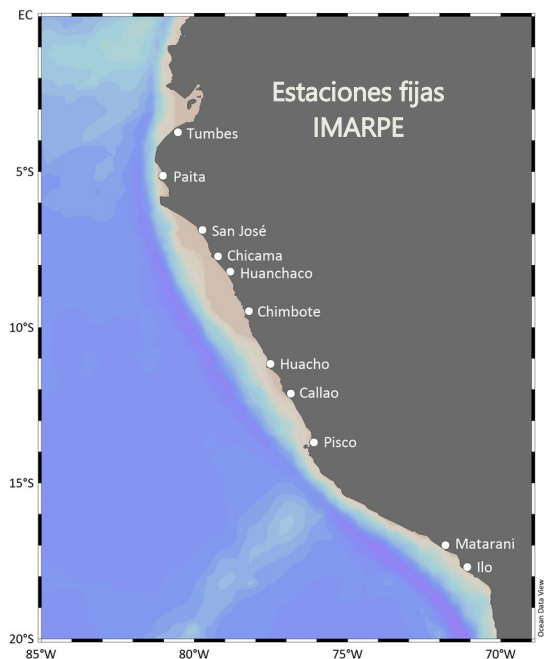 EC
Estaciones fijas
IMARPE
Tumbes
5°S
Paita
San José
Chicama
Huanchaco
Chimbote
10°S
Huacho
Callao
Pisco
15°S
Matarani
Ilo
Ocean Data View
20°S
85°W
80°W
75°W
70°W